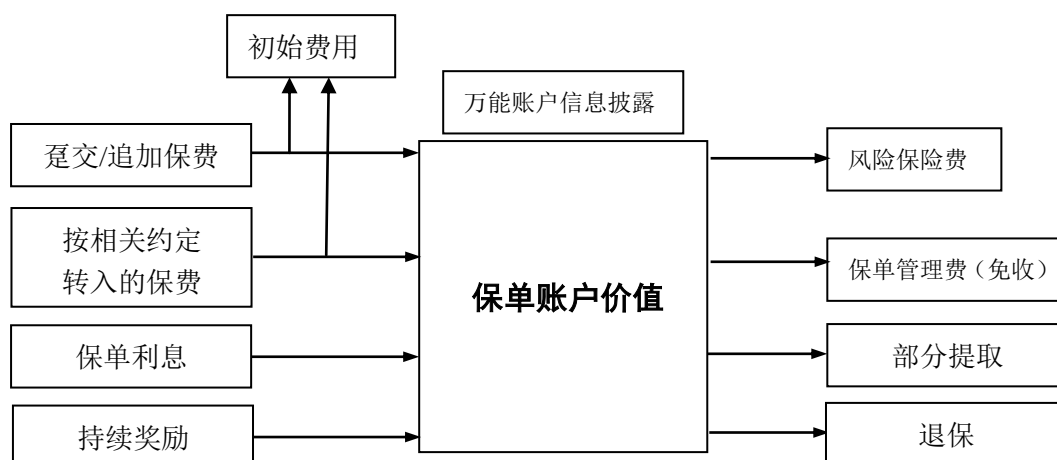 初始费用
万能账户信息披露
趸交/追加保费
风险保险费
按相关约定
转入的保费
保单管理费（免收）
保单账户价值
保单利息
部分提取
持续奖励
退保